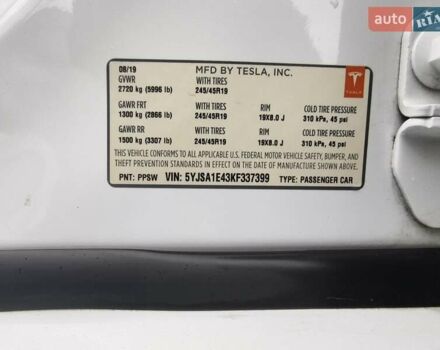 AUTO RIA
08/19 MFD BY TESLA, INC.
GVWR WITH TIRES
2720 kg (5996 lb) 245/45R19
TESLA
GAWR FRT WITH TIRES RIM COLD TIRE PRESSURE
1300 kg (2866 lb) 245/45R19 19X8.0 J 310 kPa, 45 psi
GAWR RR WITH TIRES RIM COLD TIRE PRESSURE
1500 kg (3307 lb) 245/45R19 19X8.0 J 310 kPa, 45 psi
THIS VEHICLE CONFORMS TO ALL APPLICABLE U.S. FEDERAL MOTOR VEHICLE SAFETY, BUMPER, AND
THEFT PREVENTION STANDARDS IN EFFECT ON THE DATE OF MANUFACTURE SHOWN ABOVE.
PNT: PPSW VIN: 5YJSA1E43KF337399 TYPE: PASSENGER CAR